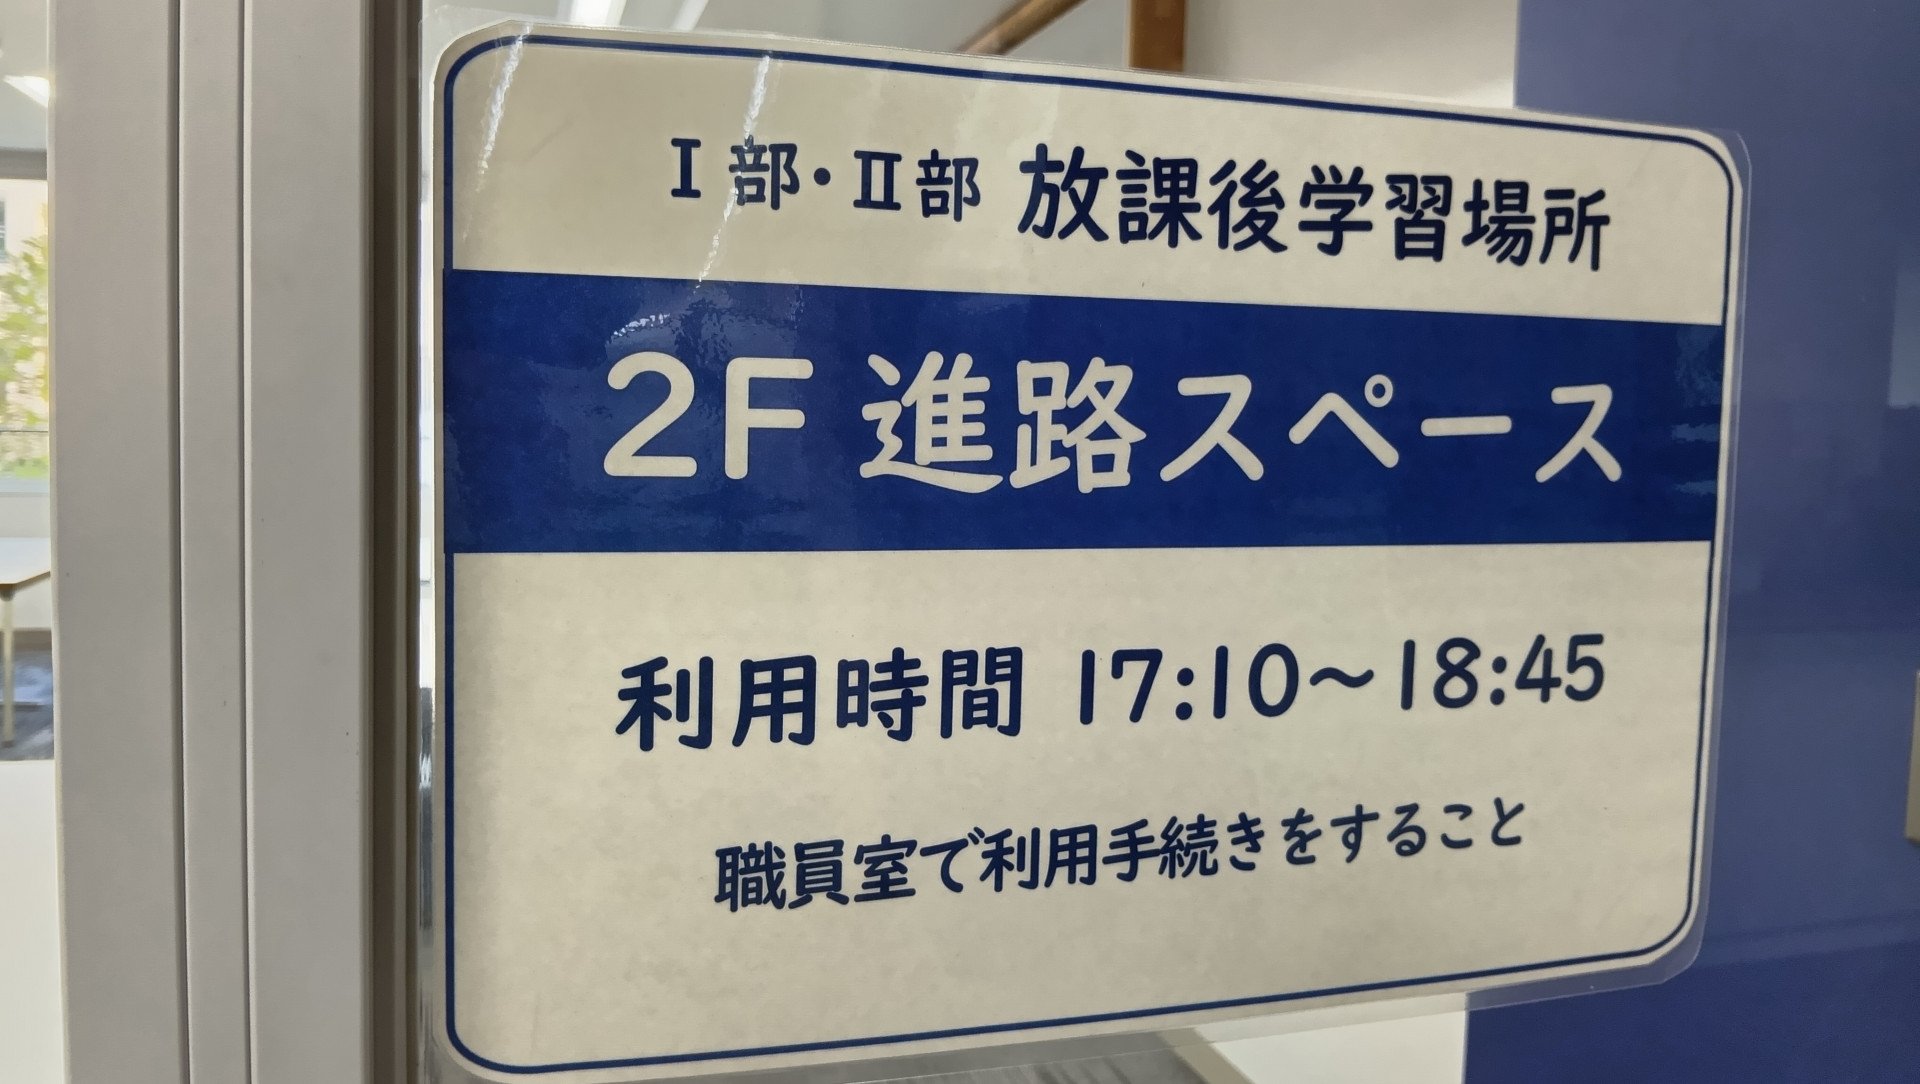 Ⅰ部・Ⅱ部 放課後学習場所
2F 進路スペース
利用時間 17:10～18:45
職員室で利用手続きをすること